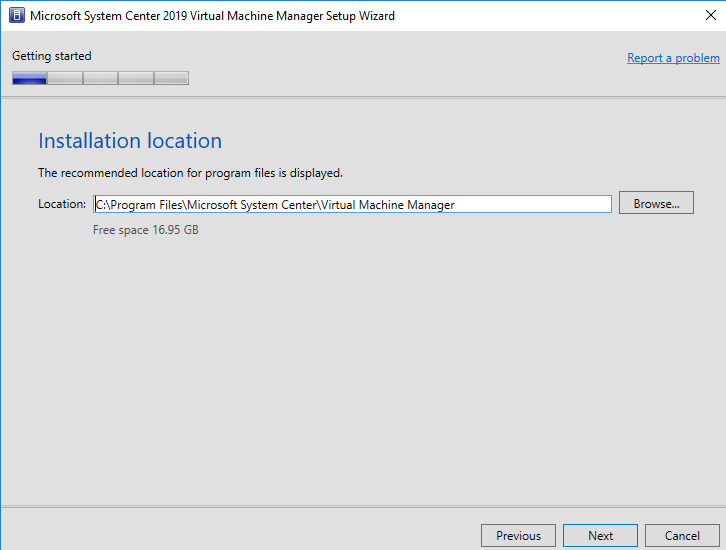 Microsoft System Center 2019 Virtual Machine Manager Setup Wizard
Getting started
Report a problem
Installation location
The recommended location for program files is displayed.
Location: C:\Program Files\Microsoft System Center\Virtual Machine Manager Browse...
Free space 16.95 GB
Previous Next Cancel